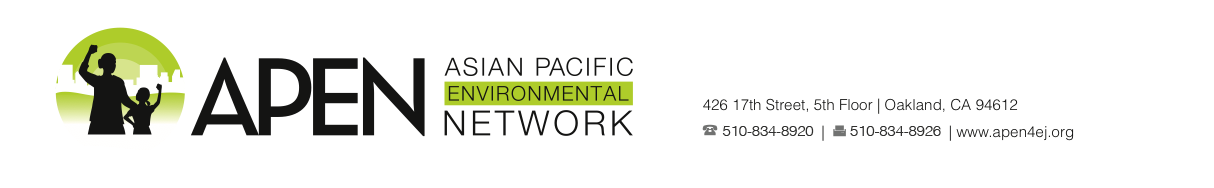 APEN
ASIAN PACIFIC
ENVIRONMENTAL
NETWORK
426 17th Street, 5th Floor | Oakland, CA 94612
510-834-8920 | 510-834-8926 | www.apen4ej.org